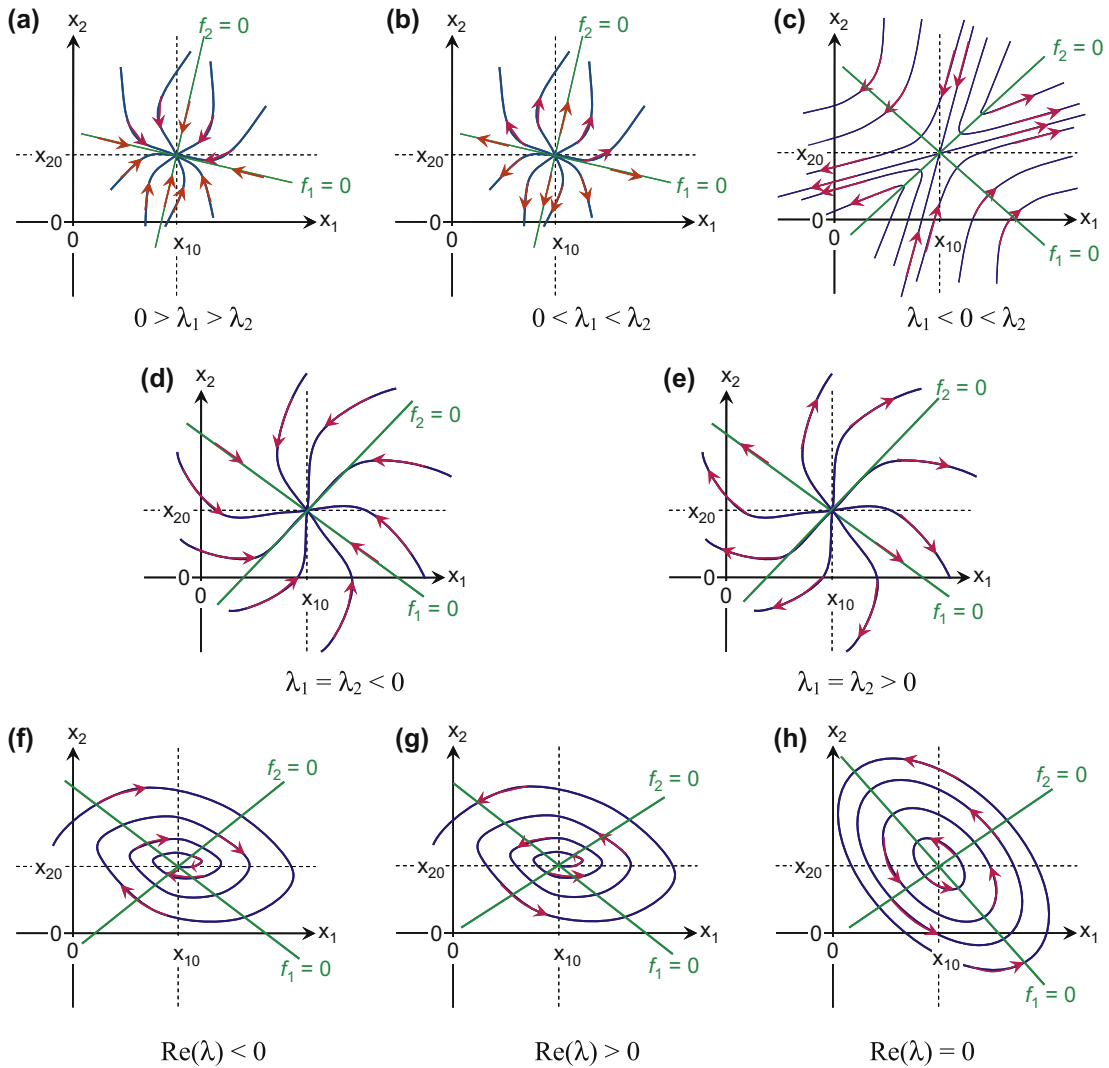 (a)
x₂
f₂ = 0
x₂₀
f₁ = 0
0
x₁
0
x₁₀
0 > λ₁ > λ₂
(b)
x₂
f₂ = 0
x₂₀
f₁ = 0
0
x₁
0
x₁₀
0 < λ₁ < λ₂
(c)
x₂
f₂ = 0
x₂₀
0
x₁
0
x₁₀
f₁ = 0
λ₁ < 0 < λ₂
(d)
x₂
f₂ = 0
x₂₀
0
x₁
0
x₁₀
f₁ = 0
λ₁ = λ₂ < 0
(e)
x₂
f₂ = 0
x₂₀
0
x₁
0
x₁₀
f₁ = 0
λ₁ = λ₂ > 0
(f)
x₂
f₂ = 0
x₂₀
0
x₁
0
x₁₀
f₁ = 0
Re(λ) < 0
(g)
x₂
f₂ = 0
x₂₀
0
x₁
0
x₁₀
f₁ = 0
Re(λ) > 0
(h)
x₂
f₂ = 0
x₂₀
0
x₁
0
x₁₀
f₁ = 0
Re(λ) = 0